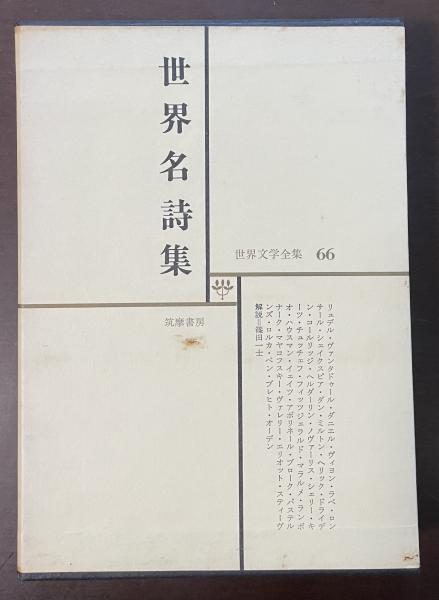 世界名詩集
世界文学全集 66
筑摩書房
リュデル・ヴァンタドゥール・ダニエル・ヴィヨン・ラベ・ロン
サール・シェイクスピア・ダン・ミルトン・ヘリック・ドライデ
ン・コールリッジ・ヘルダーリン・ノヴァーリス・シェリー・キ
ーツ・チュッチェフ・フィッツジェラルド・マラルメ・ランボ
オ・ハウスマン・イェイツ・アポリネール・ブローク・パステル
ナーク・マヤコフスキー・ヴァレリー・エリオット・スティーヴ
ンズ・ロルカ・ベン・ブレヒト・オーデン
解説＝篠田一士